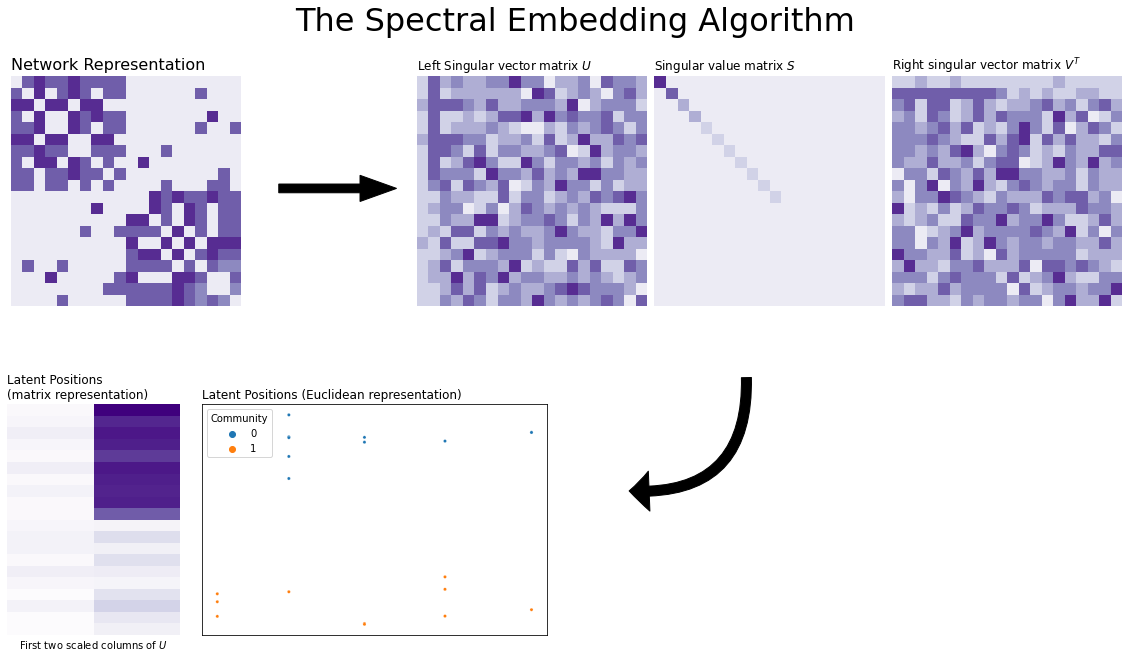 The Spectral Embedding Algorithm
Network Representation
Left Singular vector matrix U
Singular value matrix S
Right singular vector matrix V^T
Latent Positions
(matrix representation)
First two scaled columns of U
Latent Positions (Euclidean representation)
Community
0
1